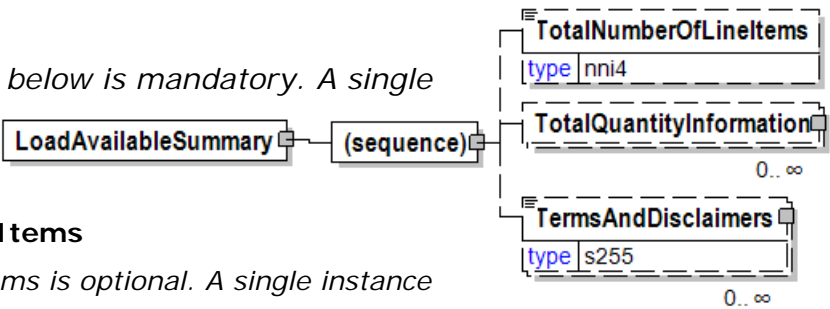 TotalNumberOfLineItems
type nni4
below is mandatory. A single
LoadAvailableSummary
(sequence)
TotalQuantityInformation
0.. ∞
Items
TermsAndDisclaimers
type s255
ms is optional. A single instance
0.. ∞